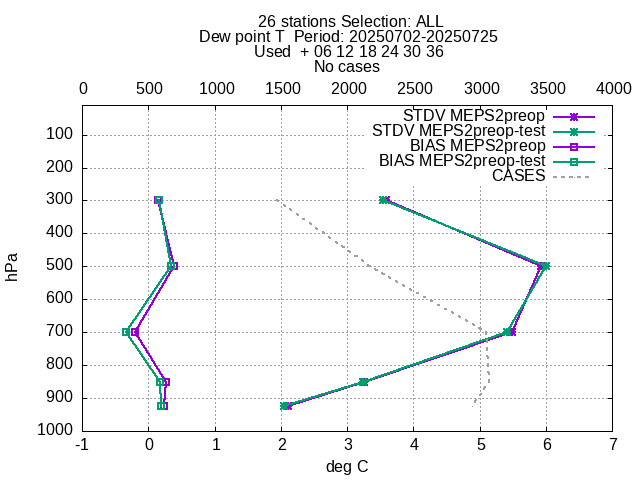 26 stations Selection: ALL
Dew point T  Period: 20250702-20250725
Used  + 06 12 18 24 30 36
No cases
0 500 1000 1500 2000 2500 3000 3500 4000
STDV MEPS2preop
STDV MEPS2preop-test
BIAS MEPS2preop
BIAS MEPS2preop-test
CASES
100
200
300
400
500
600
700
800
900
1000
hPa
-1 0 1 2 3 4 5 6 7
deg C